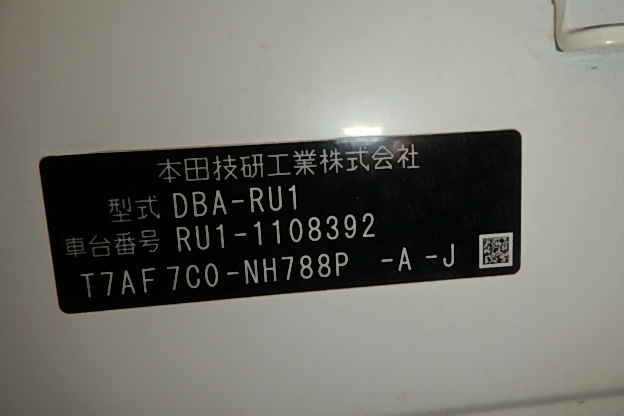 本田技研工業株式会社
型式 DBA-RU1
車台番号 RU1-1108392
T7AF 7C0-NH788P -A -J